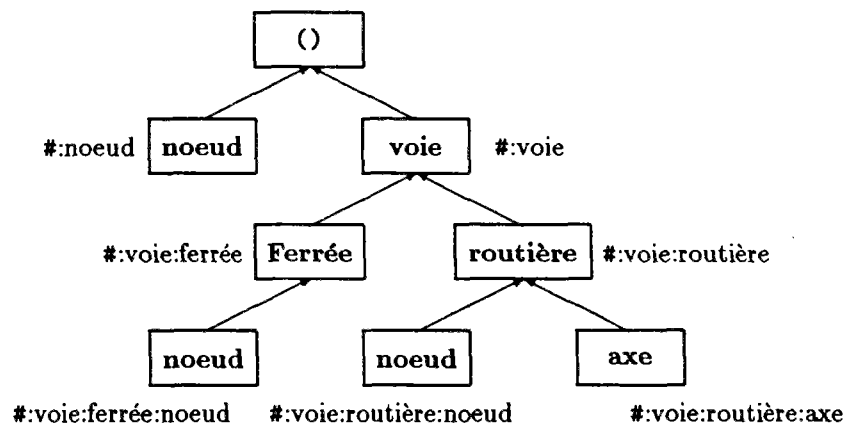 ()
#:noeud noeud voie #:voie
#:voie:ferrée Ferrée routière #:voie:routière
noeud noeud axe
#:voie:ferrée:noeud #:voie:routière:noeud #:voie:routière:axe